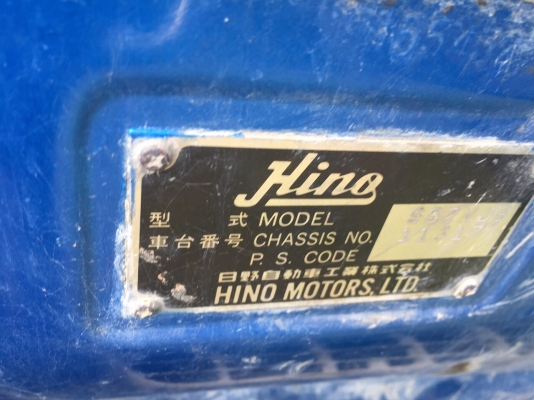 Hino
型 式 MODEL
車台番号 CHASSIS NO.
P. S. CODE
日野自動車工業株式会社
HINO MOTORS, LTD.